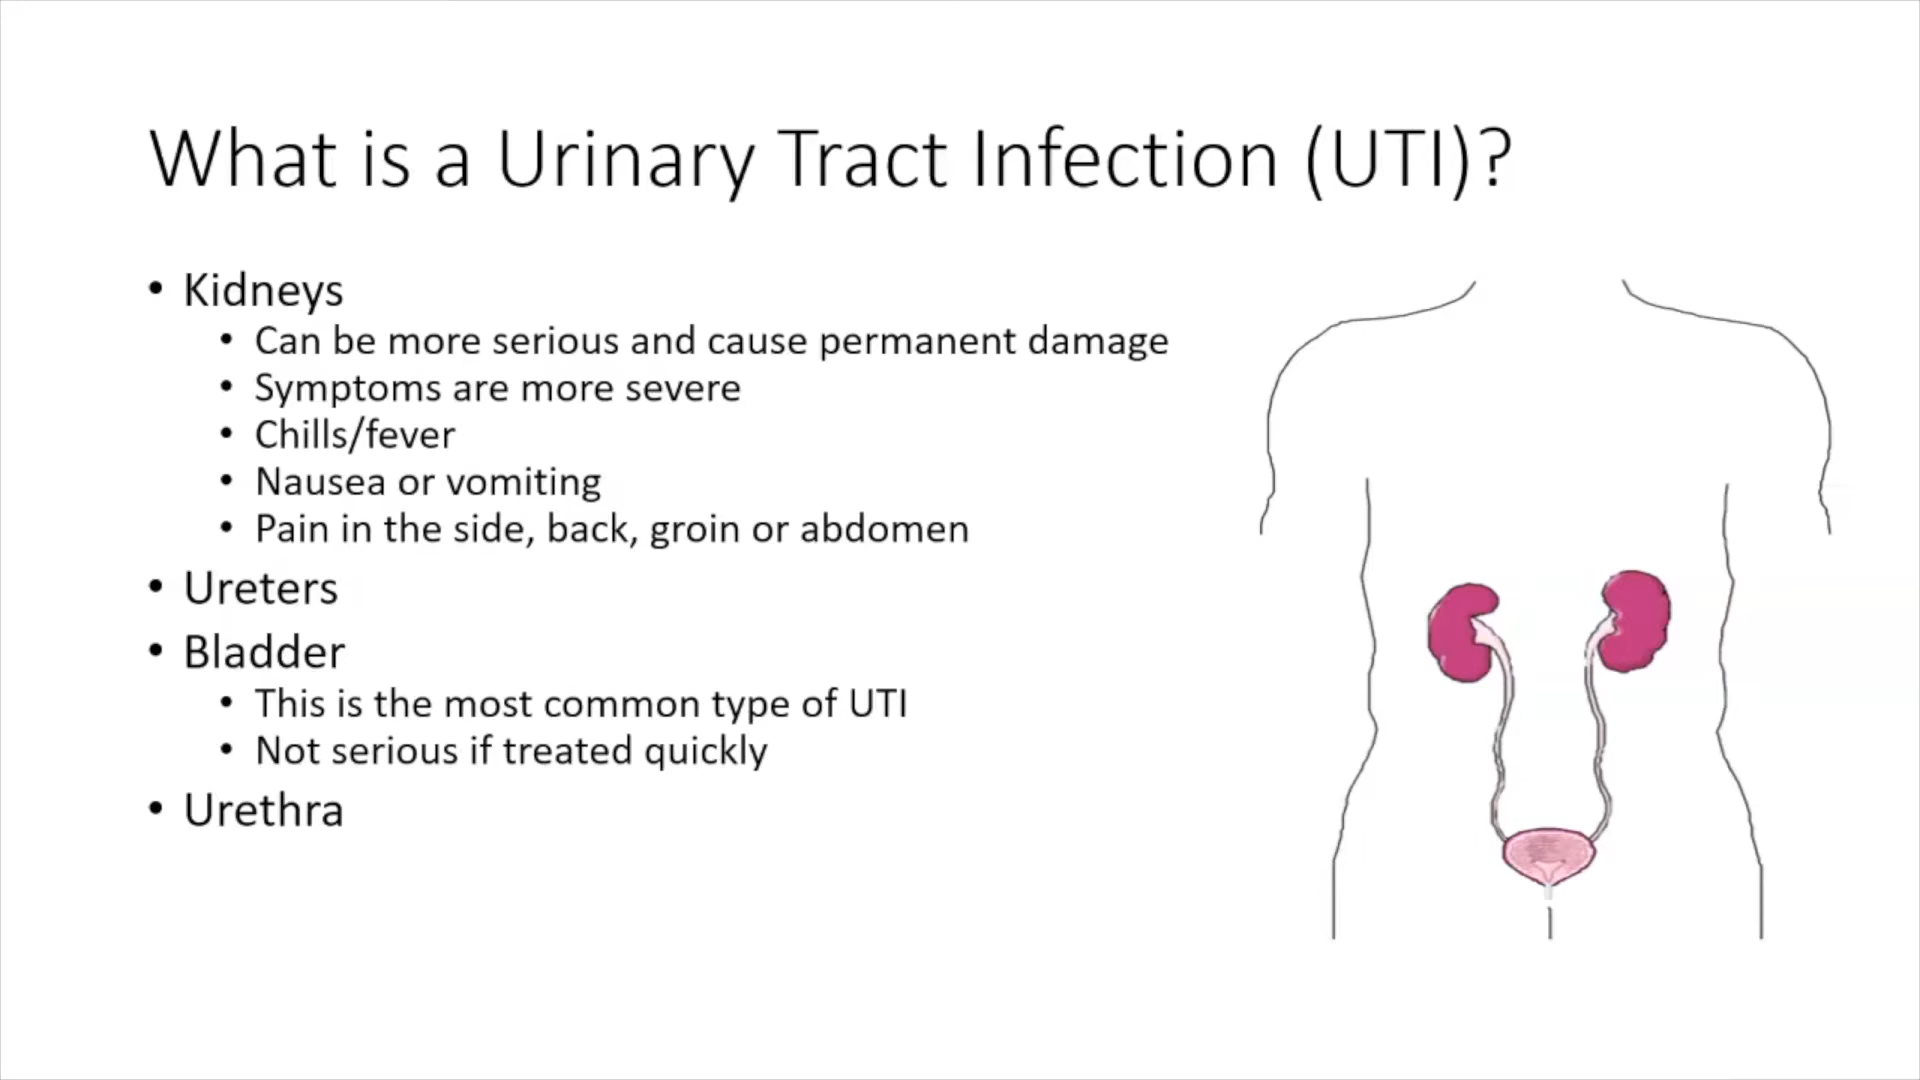 What is a Urinary Tract Infection (UTI)?
• Kidneys
• Can be more serious and cause permanent damage
• Symptoms are more severe
• Chills/fever
• Nausea or vomiting
• Pain in the side, back, groin or abdomen
• Ureters
• Bladder
• This is the most common type of UTI
• Not serious if treated quickly
• Urethra